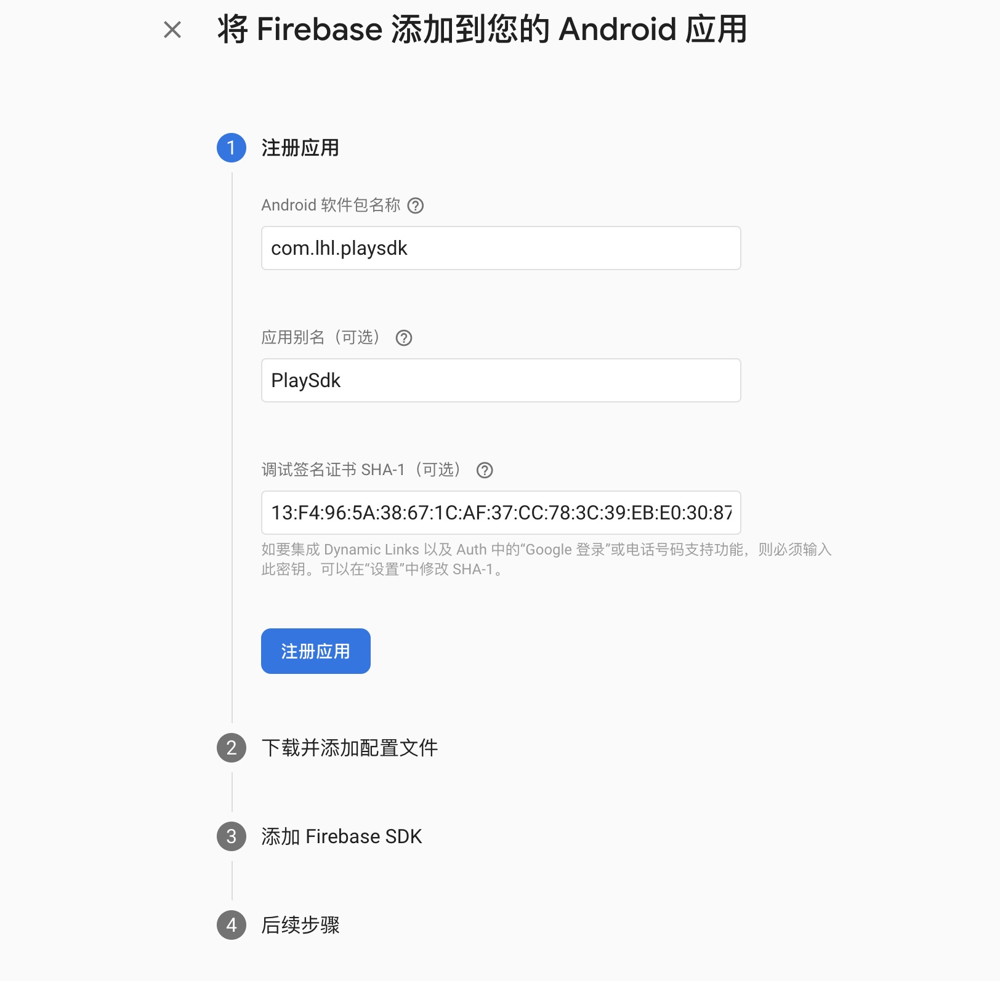 将 Firebase 添加到您的 Android 应用
1 注册应用
Android 软件包名称
com.lhl.playsdk
应用别名（可选）
PlaySdk
调试签名证书 SHA-1（可选）
13:F4:96:5A:38:67:1C:AF:37:CC:78:3C:39:EB:E0:30:87
如要集成 Dynamic Links 以及 Auth 中的“Google 登录”或电话号码支持功能，则必须输入
此密钥。可以在“设置”中修改 SHA-1。
注册应用
2 下载并添加配置文件
3 添加 Firebase SDK
4 后续步骤